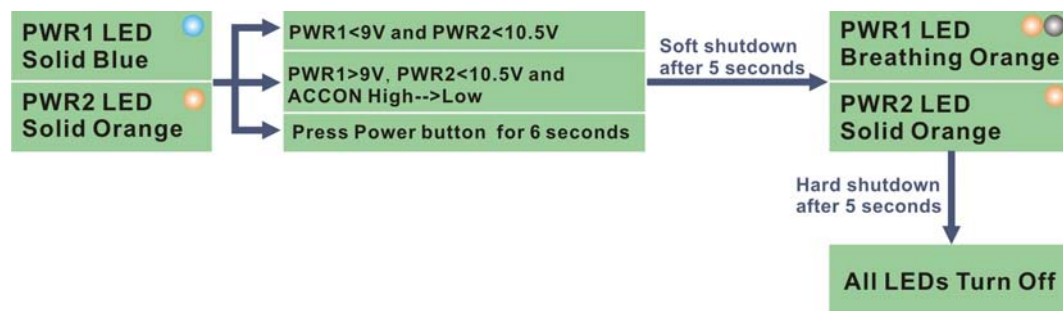 PWR1 LED
Solid Blue
PWR2 LED
Solid Orange
PWR1<9V and PWR2<10.5V
PWR1>9V, PWR2<10.5V and
ACCON High-->Low
Press Power button for 6 seconds
Soft shutdown
after 5 seconds
PWR1 LED
Breathing Orange
PWR2 LED
Solid Orange
Hard shutdown
after 5 seconds
All LEDs Turn Off